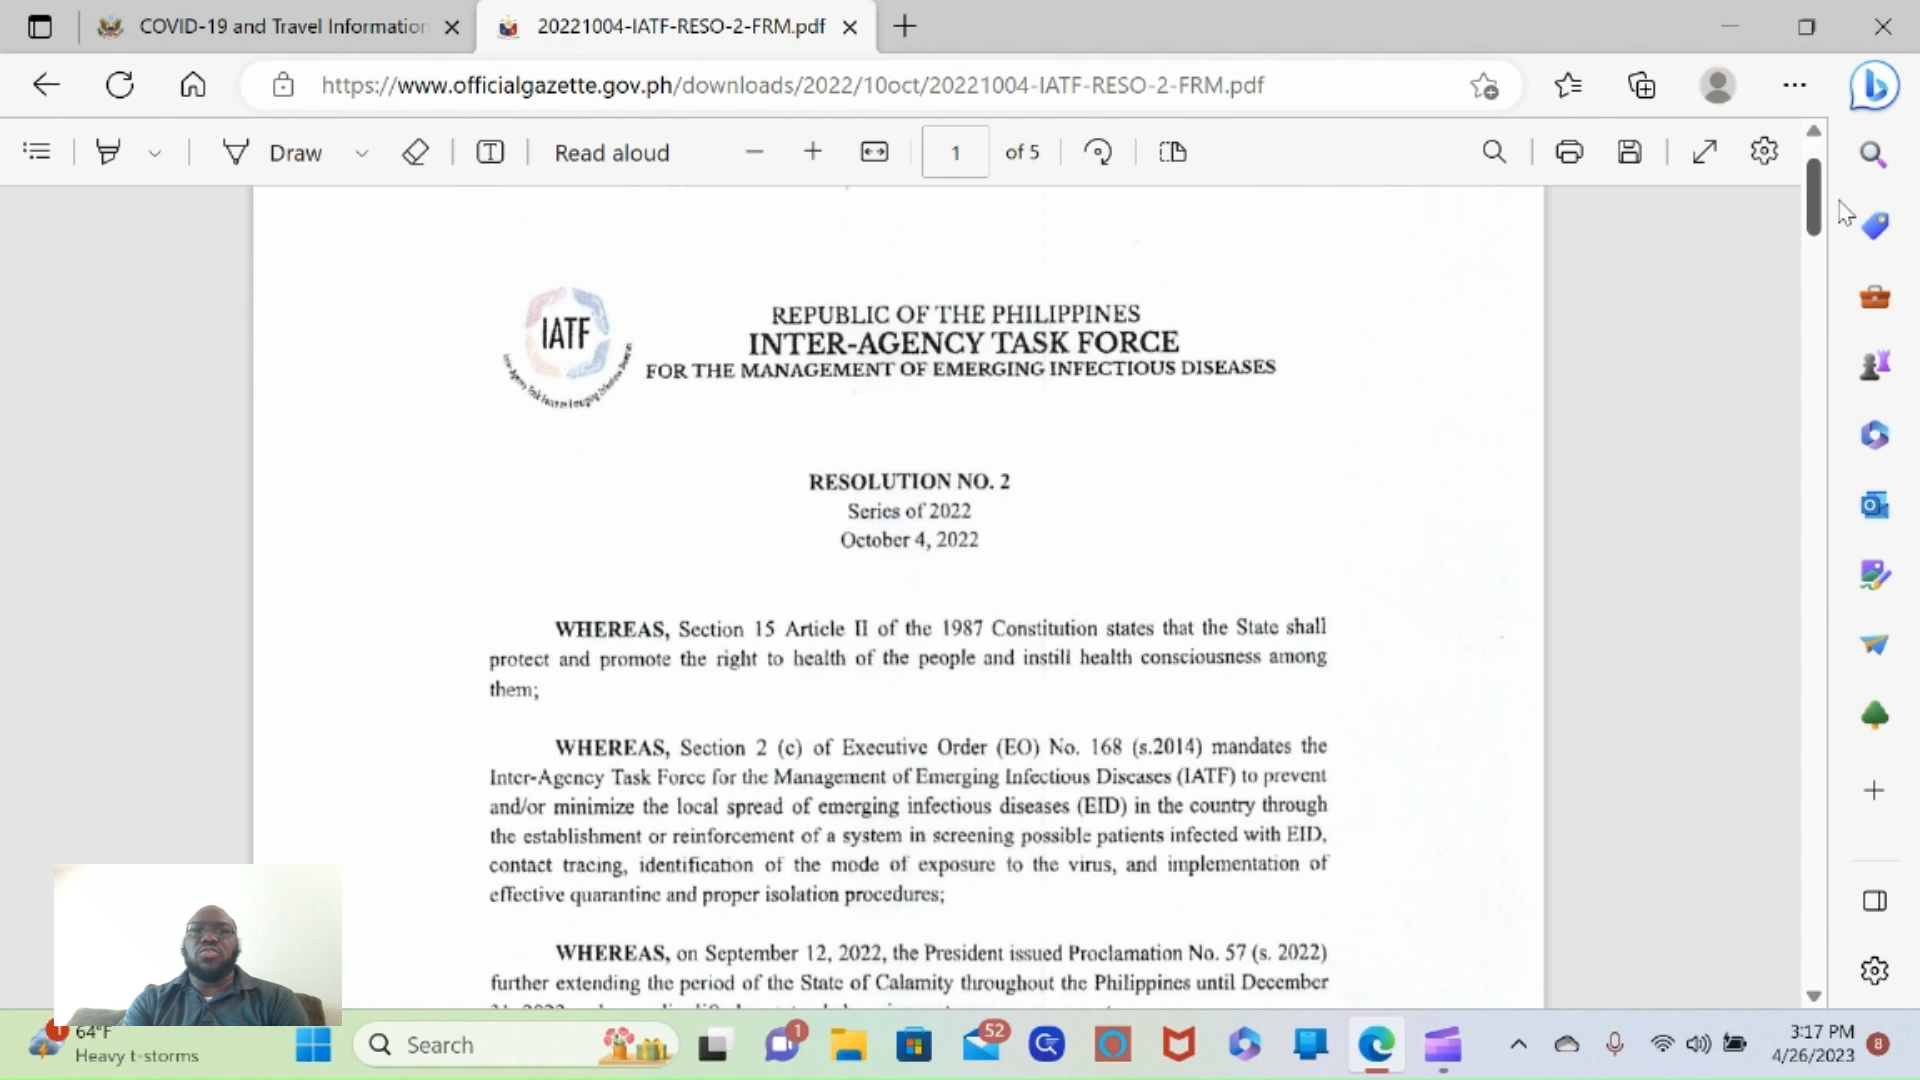 COVID-19 and Travel Information
20221004-IATF-RESO-2-FRM.pdf
https://www.officialgazette.gov.ph/downloads/2022/10oct/20221004-IATF-RESO-2-FRM.pdf
Draw
Read aloud
1
of 5
IATF
REPUBLIC OF THE PHILIPPINES
INTER-AGENCY TASK FORCE
FOR THE MANAGEMENT OF EMERGING INFECTIOUS DISEASES
RESOLUTION NO. 2
Series of 2022
October 4, 2022
WHEREAS, Section 15 Article II of the 1987 Constitution states that the State shall
protect and promote the right to health of the people and instill health consciousness among
them;
WHEREAS, Section 2 (c) of Executive Order (EO) No. 168 (s.2014) mandates the
Inter-Agency Task Force for the Management of Emerging Infectious Diseases (IATF) to prevent
and/or minimize the local spread of emerging infectious diseases (EID) in the country through
the establishment or reinforcement of a system in screening possible patients infected with EID,
contact tracing, identification of the mode of exposure to the virus, and implementation of
effective quarantine and proper isolation procedures;
WHEREAS, on September 12, 2022, the President issued Proclamation No. 57 (s. 2022)
further extending the period of the State of Calamity throughout the Philippines until December
1
64°F
Heavy t-storms
Search
1
52
3:17 PM
4/26/2023
8